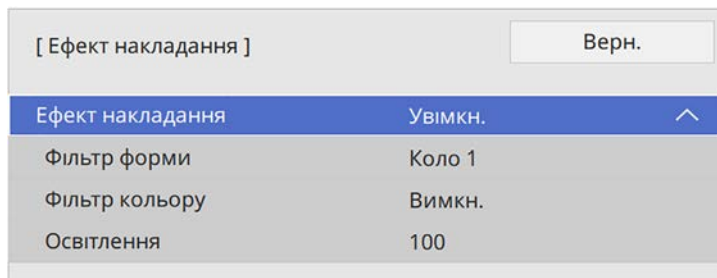 [ Ефект накладання ] Верн.
Ефект накладання Увімкн.
Фільтр форми Коло 1
Фільтр кольору Вимкн.
Освітлення 100